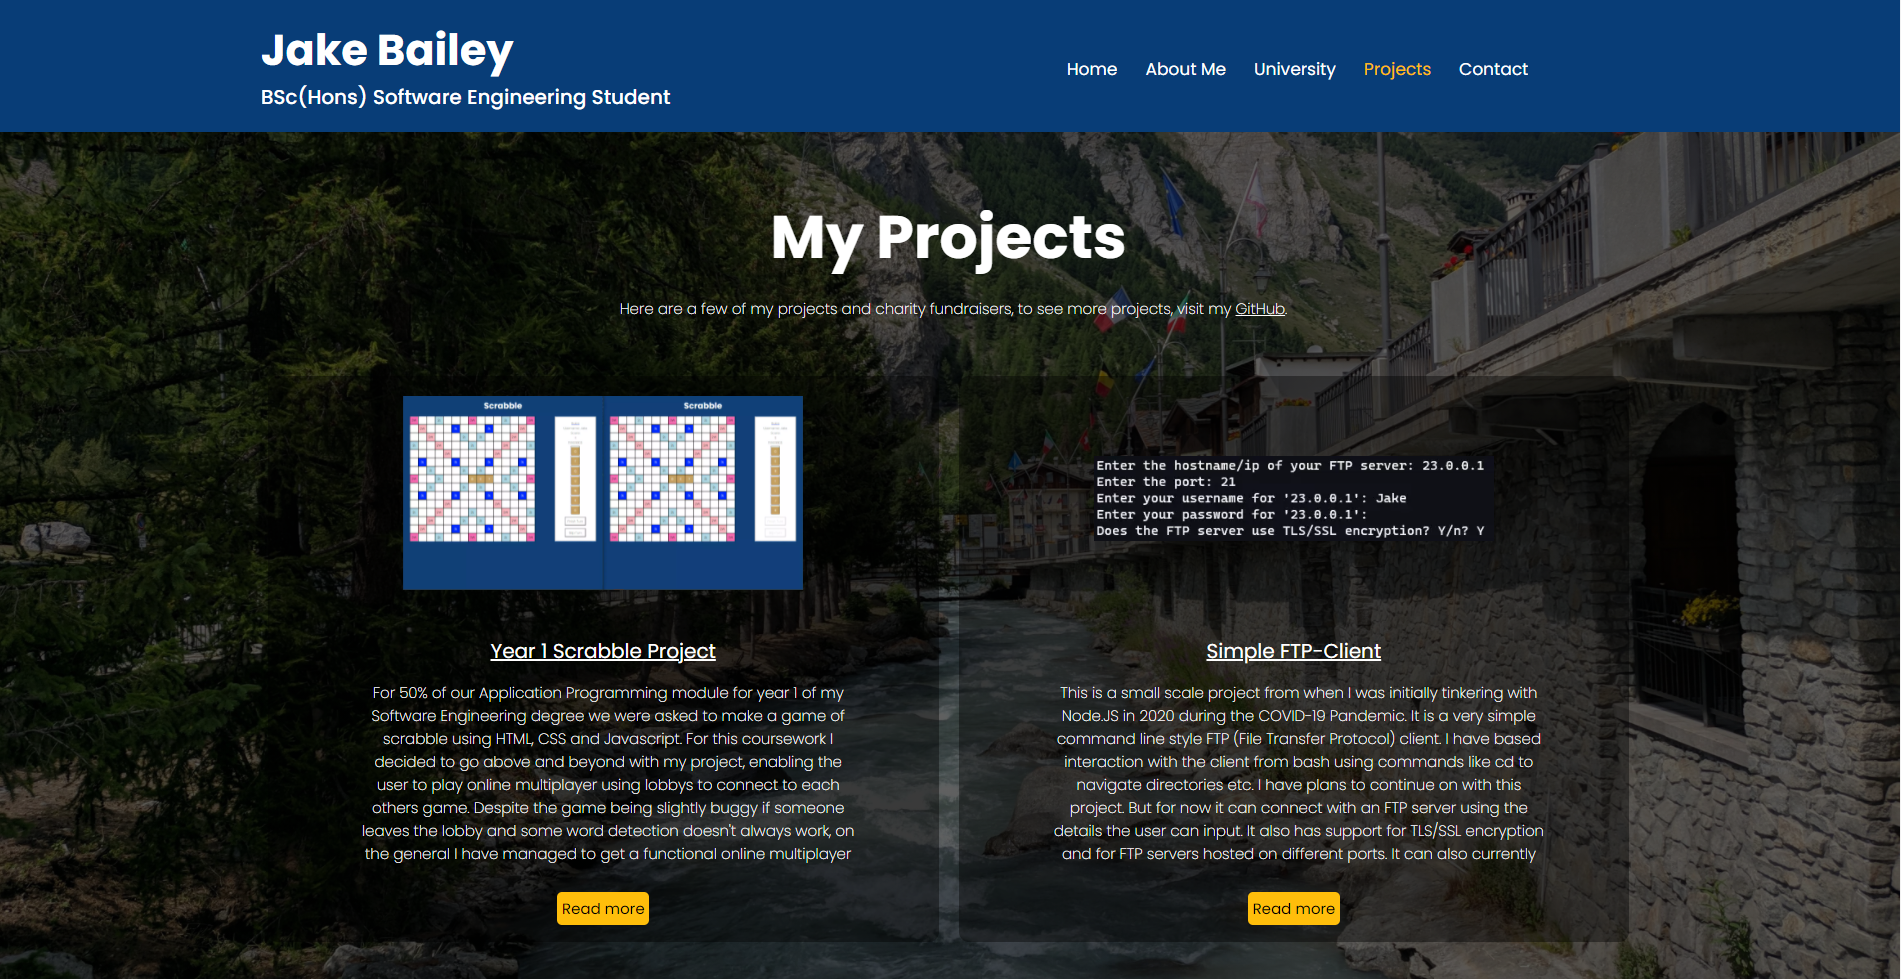 Jake Bailey
BSc(Hons) Software Engineering Student
Home About Me University Projects Contact
My Projects
Here are a few of my projects and charity fundraisers, to see more projects, visit my GitHub.
Scrabble Scrabble
Enter the hostname/ip of your FTP server: 23.0.0.1
Enter the port: 21
Enter your username for '23.0.0.1': Jake
Enter your password for '23.0.0.1':
Does the FTP server use TLS/SSL encryption? Y/n? Y
Year 1 Scrabble Project
For 50% of our Application Programming module for year 1 of my
Software Engineering degree we were asked to make a game of
scrabble using HTML, CSS and Javascript. For this coursework I
decided to go above and beyond with my project, enabling the
user to play online multiplayer using lobbies to connect to each
others game. Despite the game being slightly buggy if someone
leaves the lobby and some word detection doesn't always work, on
the general I have managed to get a functional online multiplayer
Read more
Simple FTP-Client
This is a small scale project from when I was initially tinkering with
Node.JS in 2020 during the COVID-19 Pandemic. It is a very simple
command line style FTP (File Transfer Protocol) client. I have based
interaction with the client from bash using commands like cd to
navigate directories etc. I have plans to continue on with this
project. But for now it can connect with an FTP server using the
details the user can input. It also has support for TLS/SSL encryption
and for FTP servers hosted on different ports. It can also currently
Read more